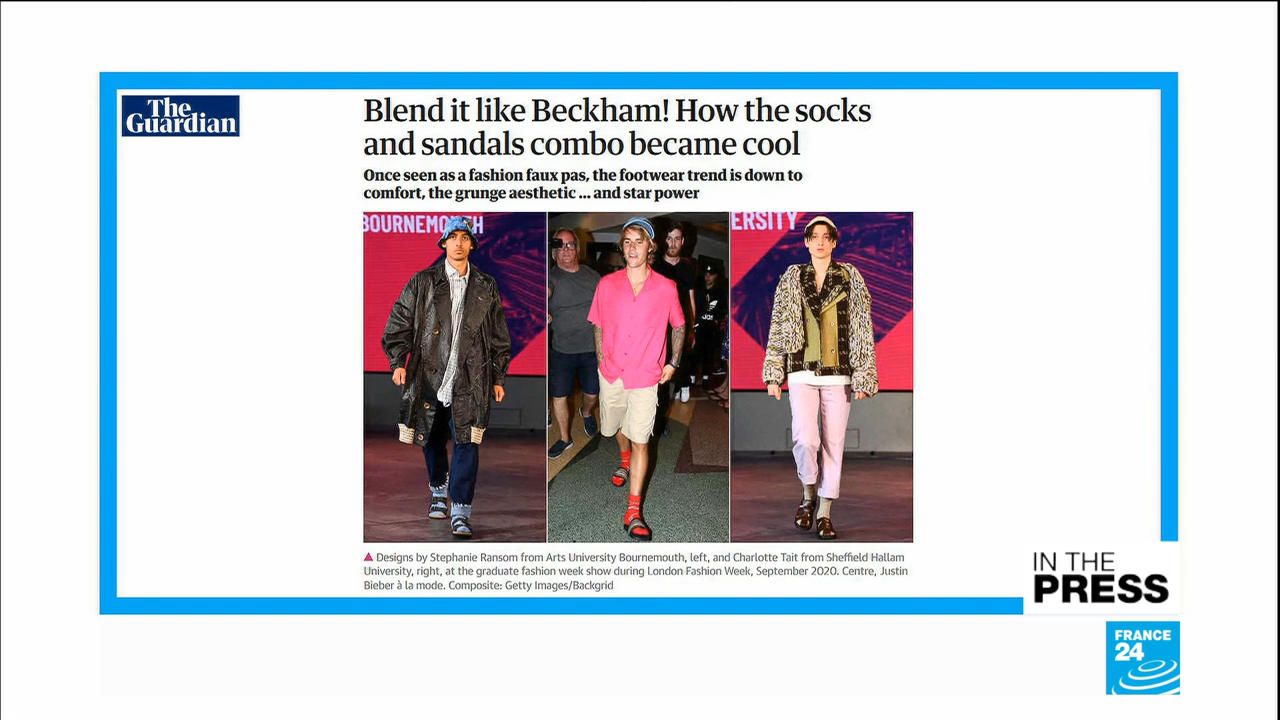 The
Guardian
Blend it like Beckham! How the socks
and sandals combo became cool
Once seen as a fashion faux pas, the footwear trend is down to
comfort, the grunge aesthetic ... and star power
BOURNEMOUTH
ERSITY
Designs by Stephanie Ransom from Arts University Bournemouth, left, and Charlotte Tait from Sheffield Hallam
University, right, at the graduate fashion week show during London Fashion Week, September 2020. Centre, Justin
Bieber à la mode. Composite: Getty Images/Backgrid
IN THE
PRESS
FRANCE
24